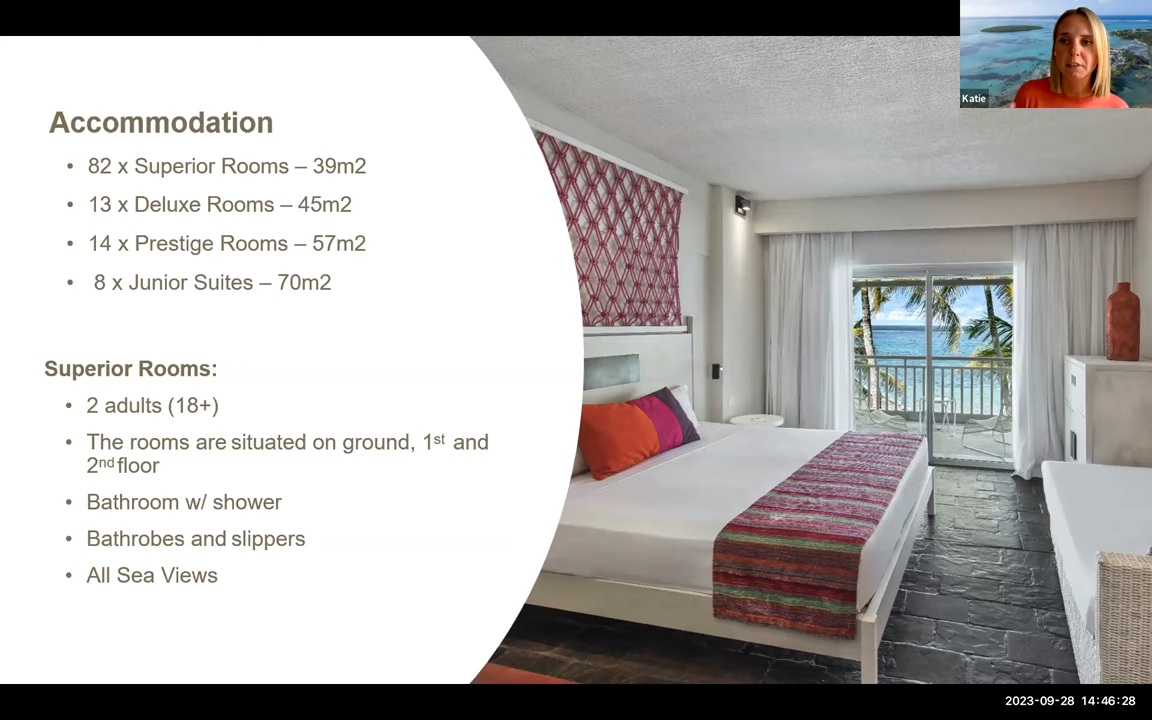 Katie
Accommodation
• 82 x Superior Rooms – 39m2
• 13 x Deluxe Rooms – 45m2
• 14 x Prestige Rooms – 57m2
• 8 x Junior Suites – 70m2
Superior Rooms:
• 2 adults (18+)
• The rooms are situated on ground, 1st and
2nd floor
• Bathroom w/ shower
• Bathrobes and slippers
• All Sea Views
2023-09-28 14:46:28